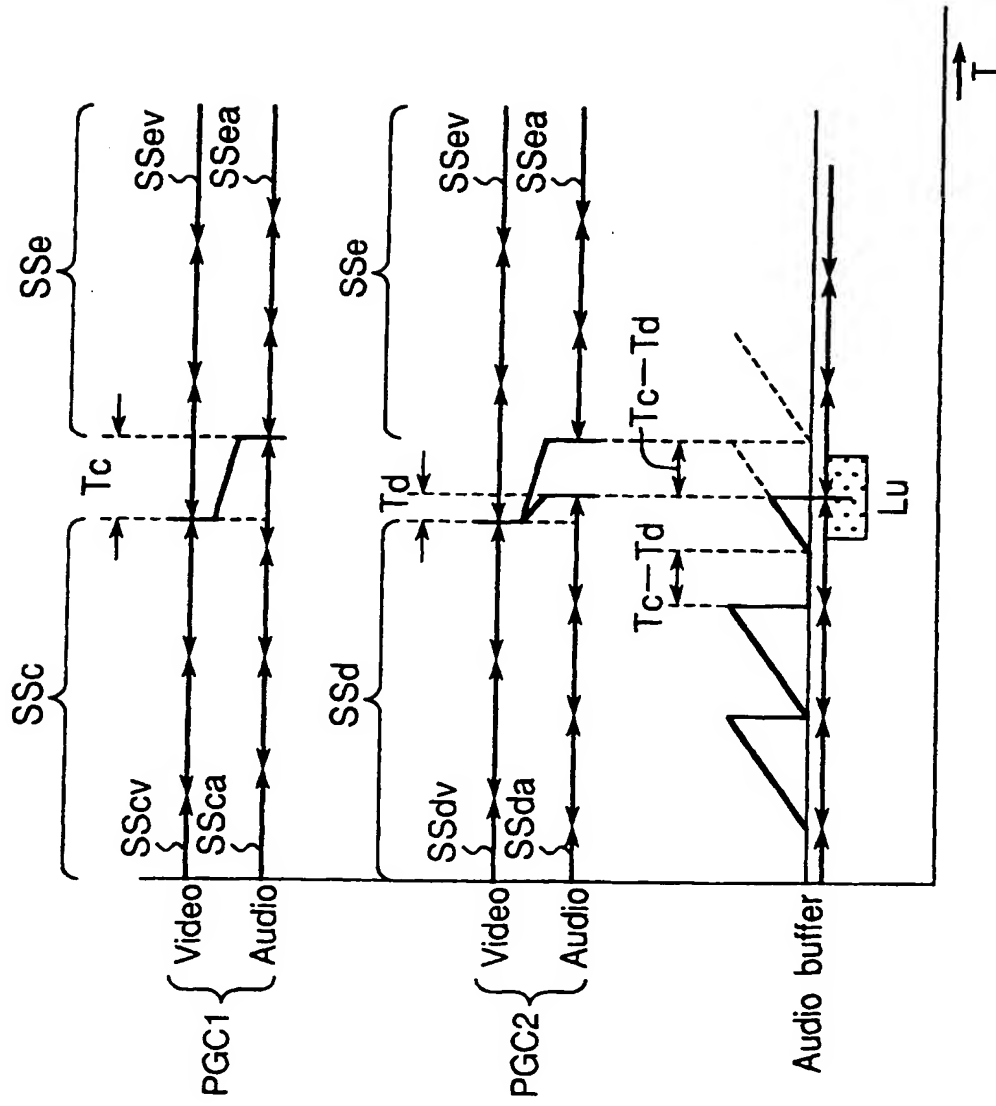 SSc
SSe
Tc
PGC1
Video
SScv
SSev
Audio
SSca
SSea
SSd
Td
SSe
PGC2
Video
SSdv
SSev
Audio
SSda
SSea
Tc—Td
Tc—Td
Audio buffer
Lu
T